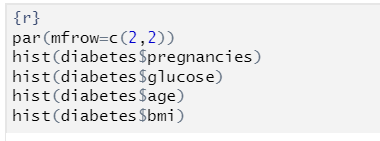 {r}
par(mfrow=c(2,2))
hist(diabetes$pregnancies)
hist(diabetes$glucose)
hist(diabetes$age)
hist(diabetes$bmi)